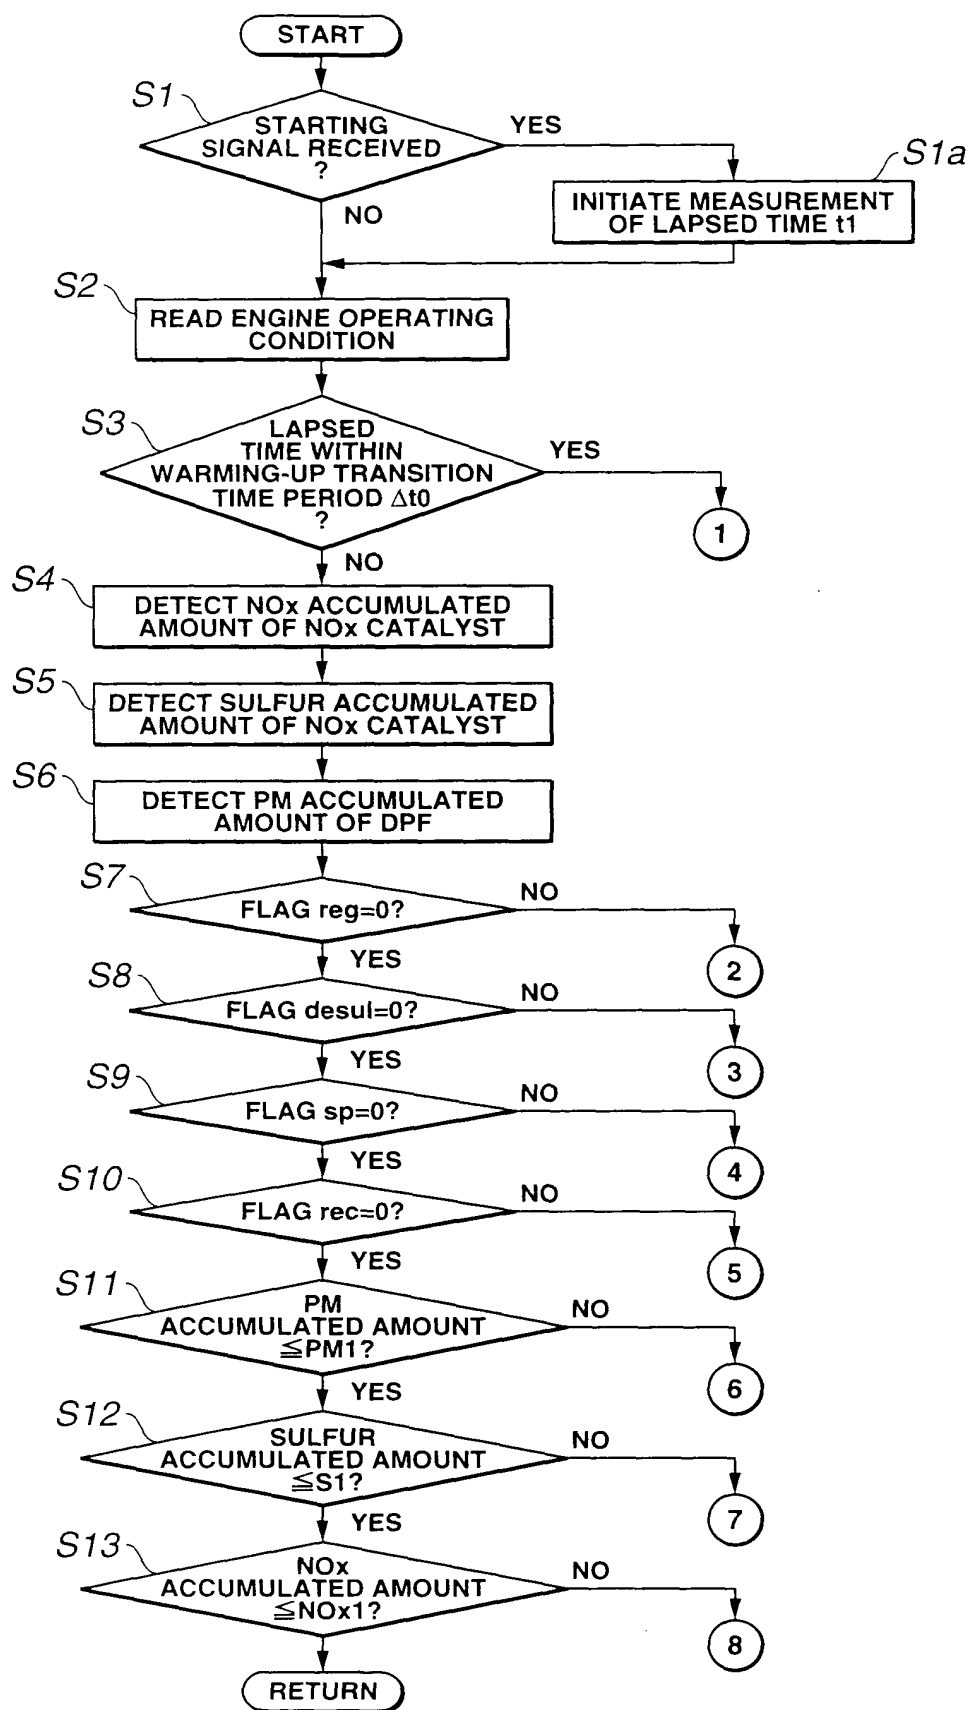 START
S1
STARTING
SIGNAL RECEIVED
?
YES
S1a
INITIATE MEASUREMENT
OF LAPSED TIME t1
NO
S2
READ ENGINE OPERATING
CONDITION
S3
LAPSED
TIME WITHIN
WARMING-UP TRANSITION
TIME PERIOD Δt0
?
YES
1
NO
S4
DETECT NOx ACCUMULATED
AMOUNT OF NOx CATALYST
S5
DETECT SULFUR ACCUMULATED
AMOUNT OF NOx CATALYST
S6
DETECT PM ACCUMULATED
AMOUNT OF DPF
S7
FLAG reg=0?
NO
2
YES
S8
FLAG desul=0?
NO
3
YES
S9
FLAG sp=0?
NO
4
YES
S10
FLAG rec=0?
NO
5
YES
S11
PM
ACCUMULATED AMOUNT
≦PM1?
NO
6
YES
S12
SULFUR
ACCUMULATED AMOUNT
≦S1?
NO
7
YES
S13
NOx
ACCUMULATED AMOUNT
≦NOx1?
NO
8
RETURN